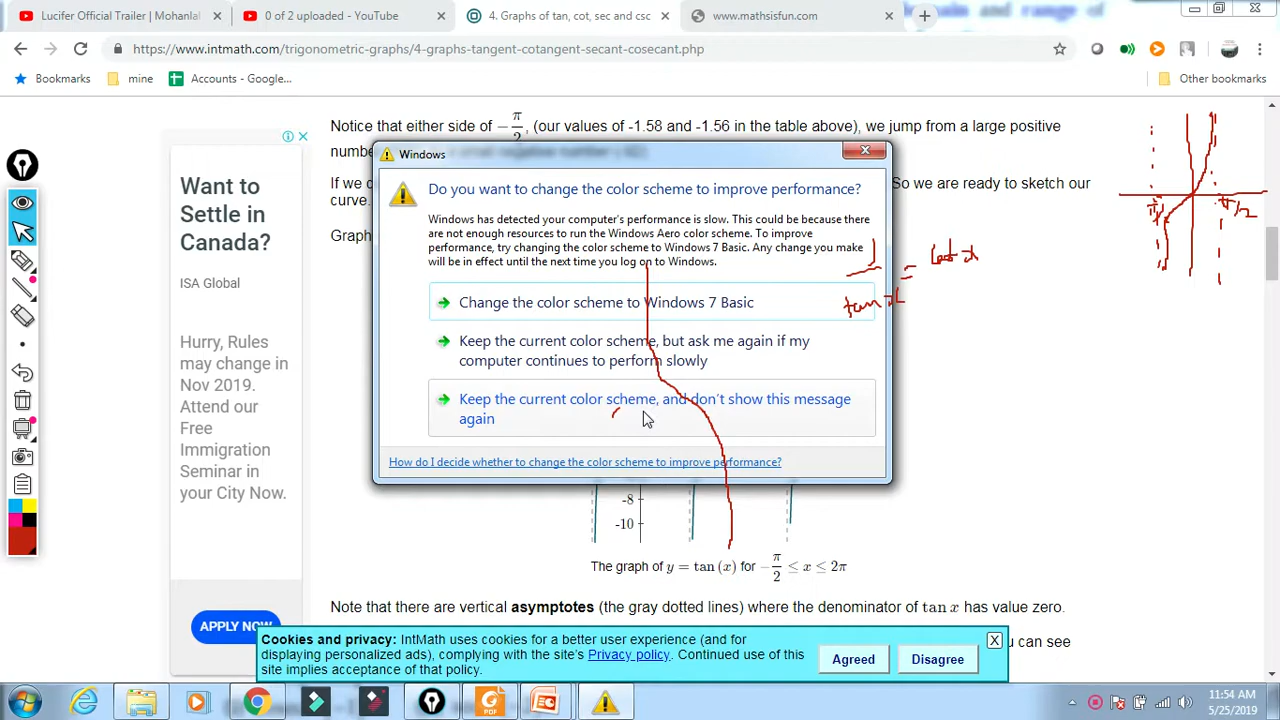 Lucifer Official Trailer | Mohanlal
0 of 2 uploaded - YouTube
4. Graphs of tan, cot, sec and csc
www.mathsisfun.com
https://www.intmath.com/trigonometric-graphs/4-graphs-tangent-cotangent-secant-cosecant.php
Bookmarks
mine
Accounts - Google...
Other bookmarks
Notice that either side of −π/2, (our values of -1.58 and -1.56 in the table above), we jump from a large positive
numbe
If we c
So we are ready to sketch our
curve.
Graph
Want to
Settle in
Canada?
ISA Global
Hurry, Rules
may change in
Nov 2019.
Attend our
Free
Immigration
Seminar in
your City Now.
APPLY NOW
Windows
Do you want to change the color scheme to improve performance?
Windows has detected your computer's performance is slow. This could be because there
are not enough resources to run the Windows Aero color scheme. To improve
performance, try changing the color scheme to Windows 7 Basic. Any change you make
will be in effect until the next time you log on to Windows.
Change the color scheme to Windows 7 Basic
Keep the current color scheme, but ask me again if my
computer continues to perform slowly
Keep the current color scheme, and don't show this message
again
How do I decide whether to change the color scheme to improve performance?
1/tan x = cot x
π/2
-8
-10
The graph of y = tan (x) for −π/2 ≤ x ≤ 2π
Note that there are vertical asymptotes (the gray dotted lines) where the denominator of tan x has value zero.
u can see
Cookies and privacy: IntMath uses cookies for a better user experience (and for
displaying personalized ads), complying with the site's Privacy policy. Continued use of this
site implies acceptance of that policy.
Agreed
Disagree
X
PDF
11:54 AM
5/25/2019